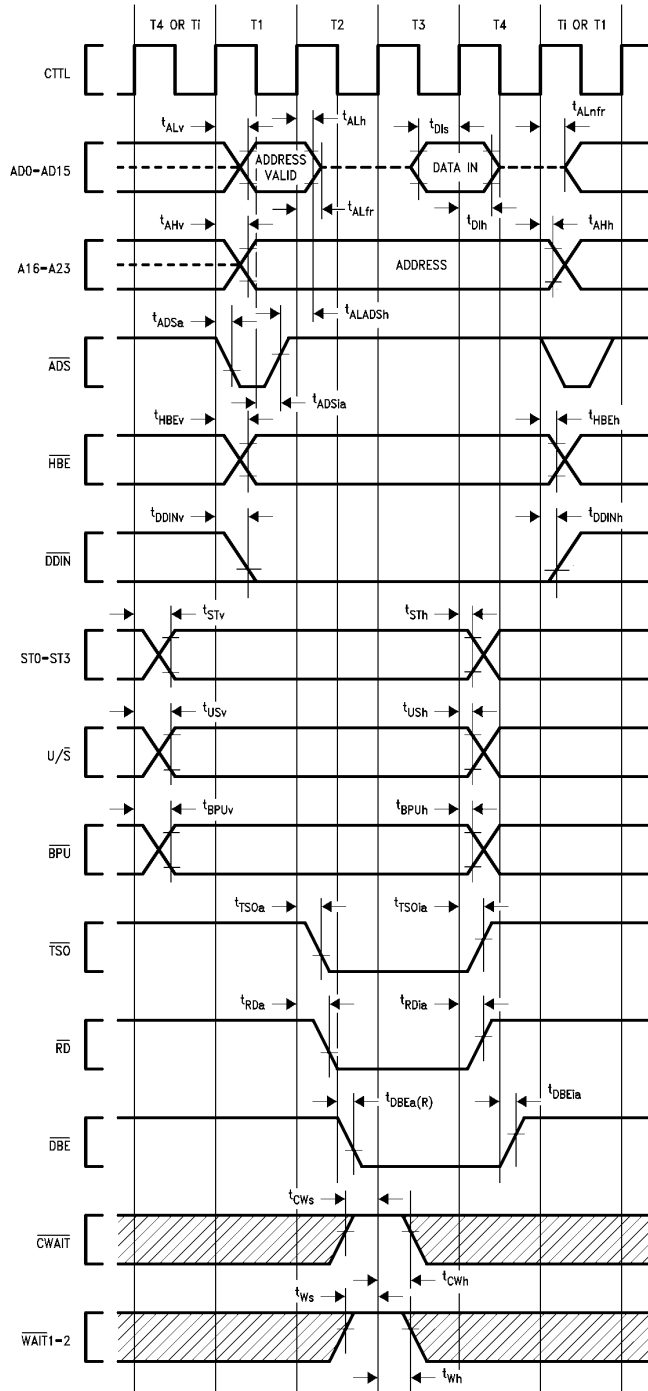 T4 OR Ti T1 T2 T3 T4 Ti OR T1
CTTL
tALv tALh tDIs tALnfr
AD0-AD15 ADDRESS VALID DATA IN
tALfr tDIh
tAHv tAHh
A16-A23 ADDRESS
tADSa tALADSh
ADS
tADSia
tHBEv tHBEh
HBE
tDDINv tDDINh
DDIN
tSTv tSTh
ST0-ST3
tUSv tUSh
U/S
tBPUv tBPUh
BPU
tTSOa tTSOia
TSO
tRDa tRDia
RD
tDBEa(R) tDBEia
DBE
tCWs
CWAIT
tCWh
tWs
WAIT1-2
tWh